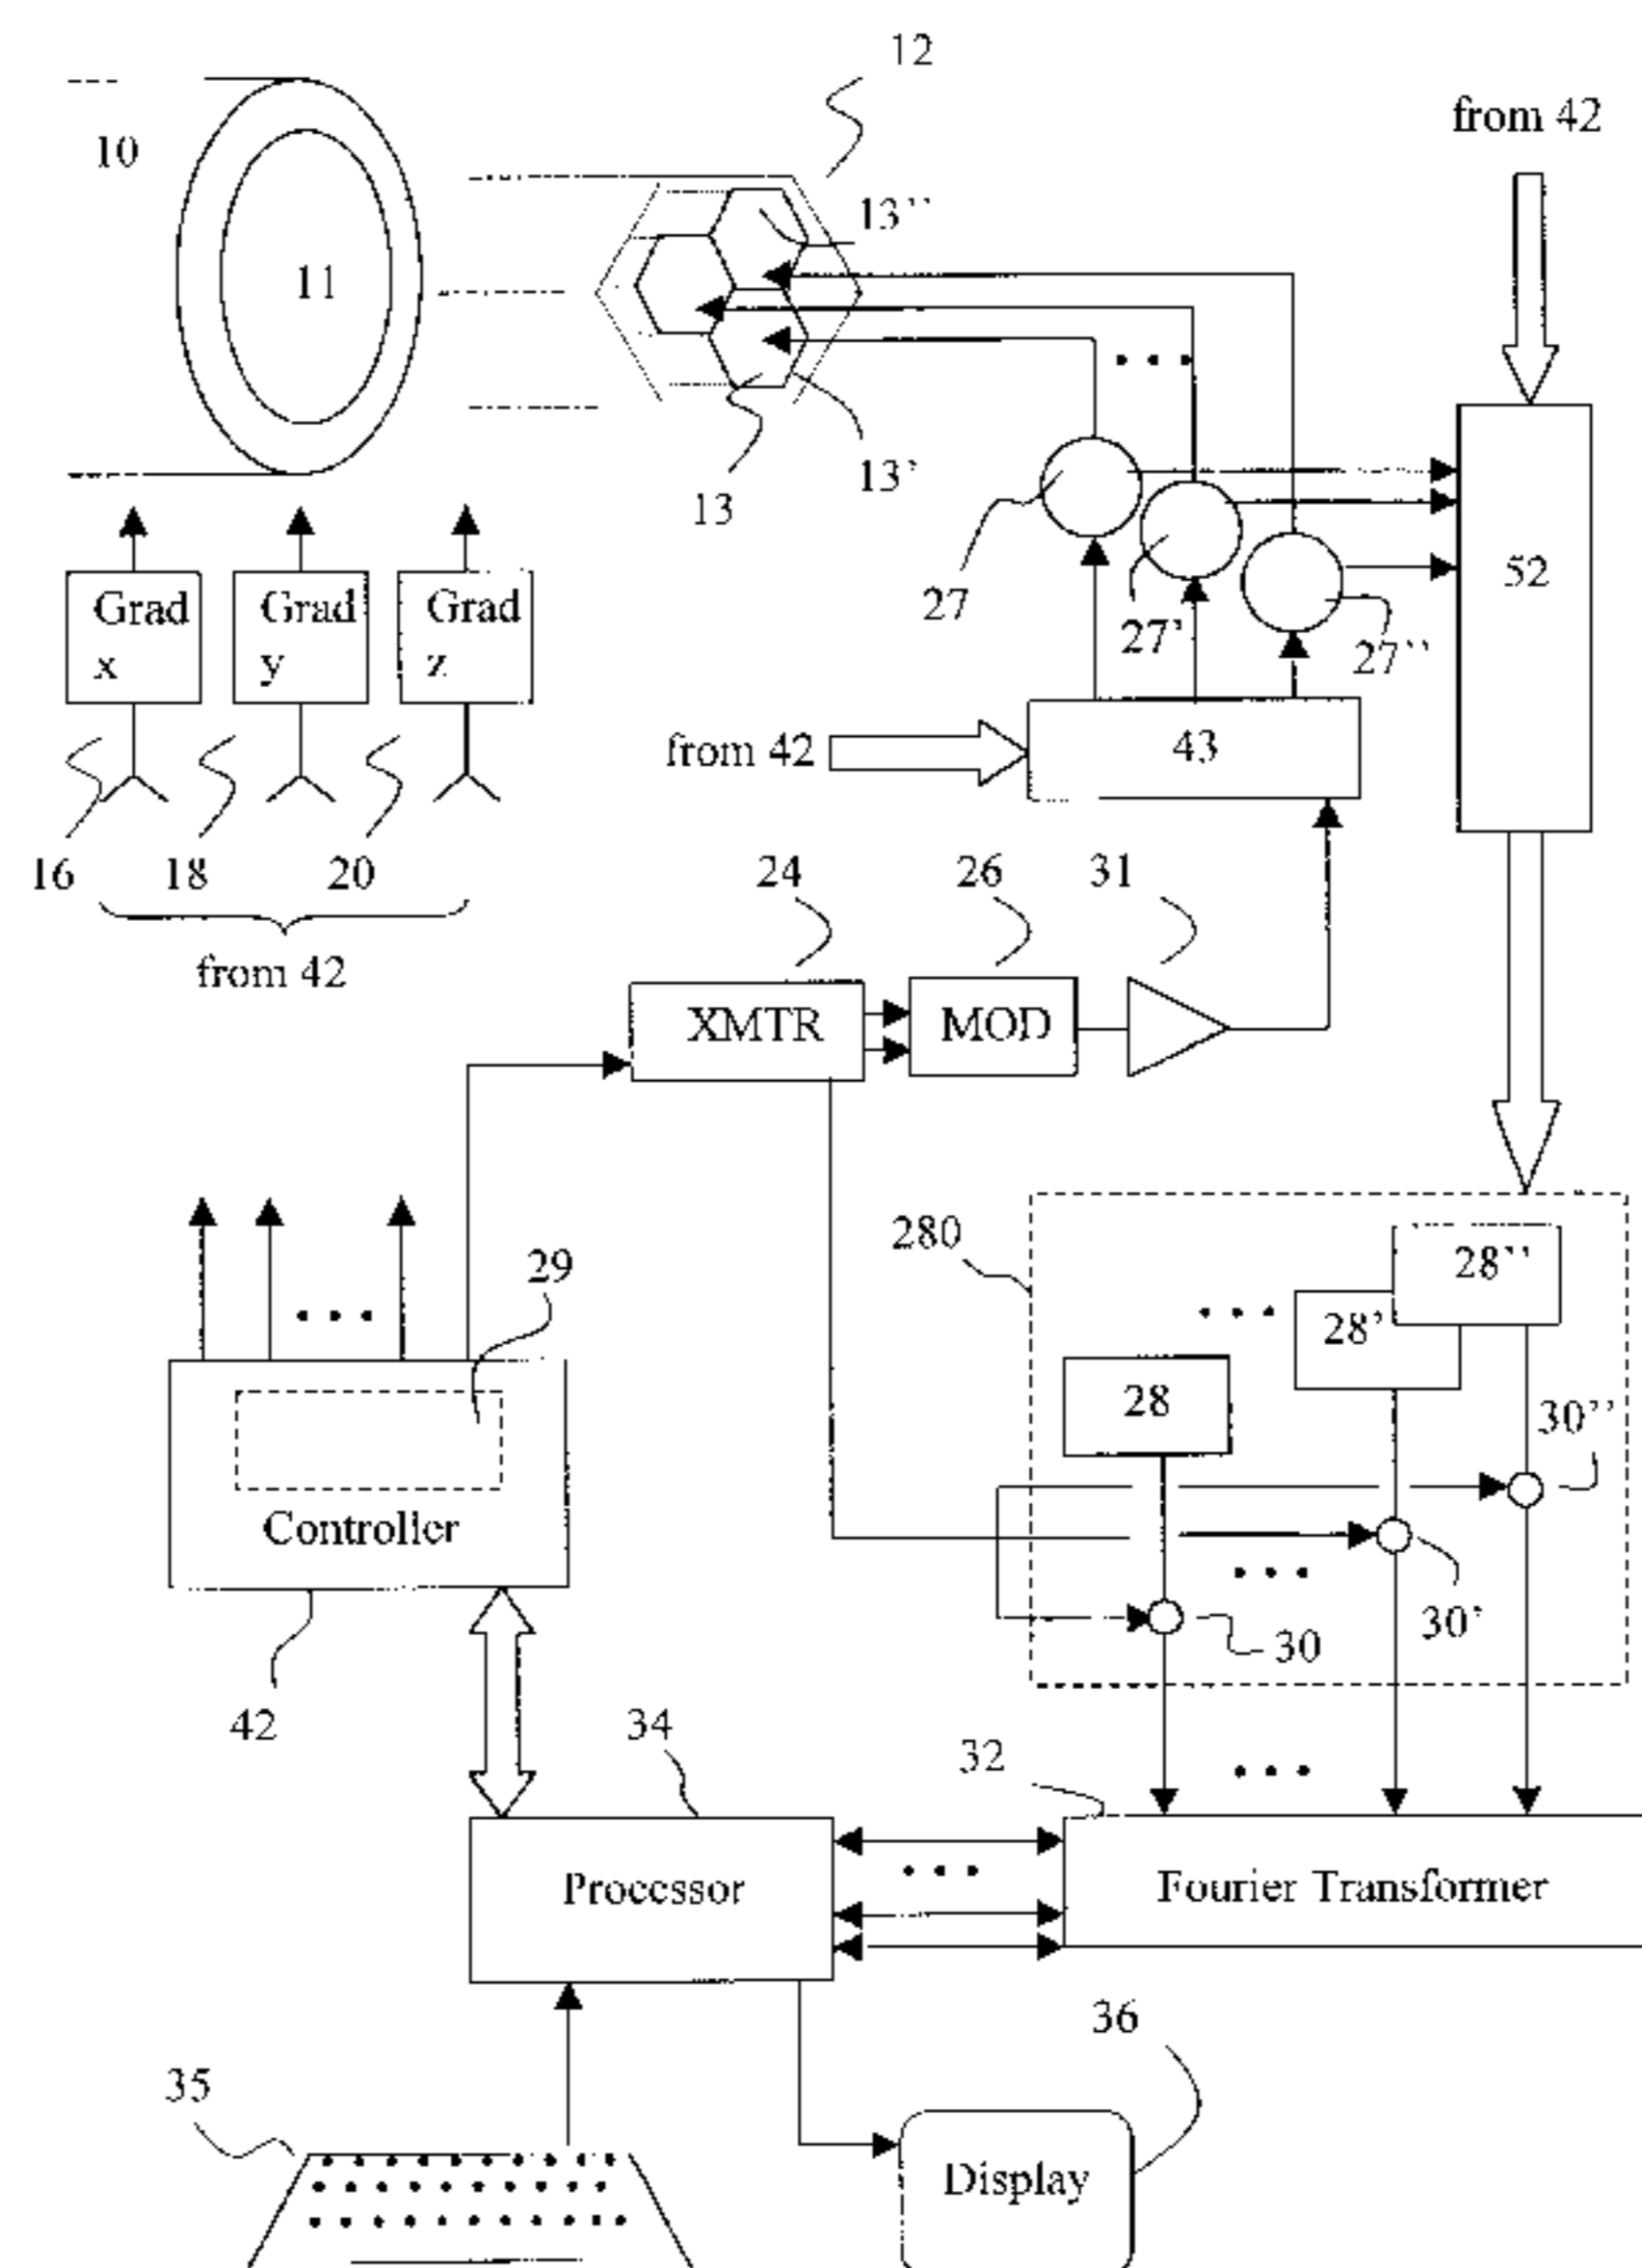 12
from 42
10
13’’
11
13’
13
Grad x
Grad y
Grad z
27
27’
27’’
52
from 42
43
16
18
20
24
26
31
from 42
XMTR
MOD
280
28’’
29
28’
28
30’’
Controller
30’
30
42
34
32
Processor
Fourier Transformer
36
35
Display